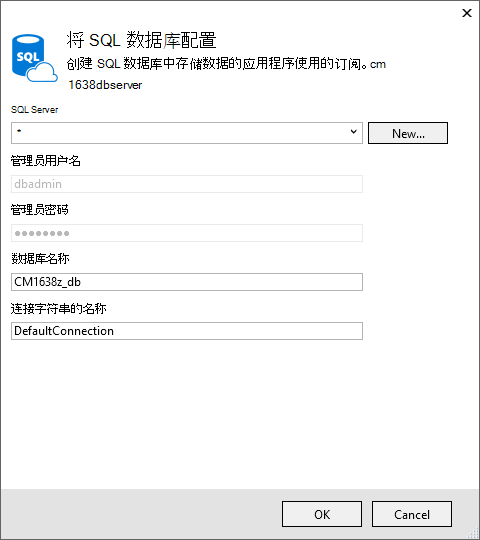 将 SQL 数据库配置
SQL
创建 SQL 数据库中存储数据的应用程序使用的订阅。cm
1638dbserver
SQL Server
*
New...
管理员用户名
dbadmin
管理员密码
●●●●●●●●
数据库名称
CM1638z_db
连接字符串的名称
DefaultConnection
OK
Cancel